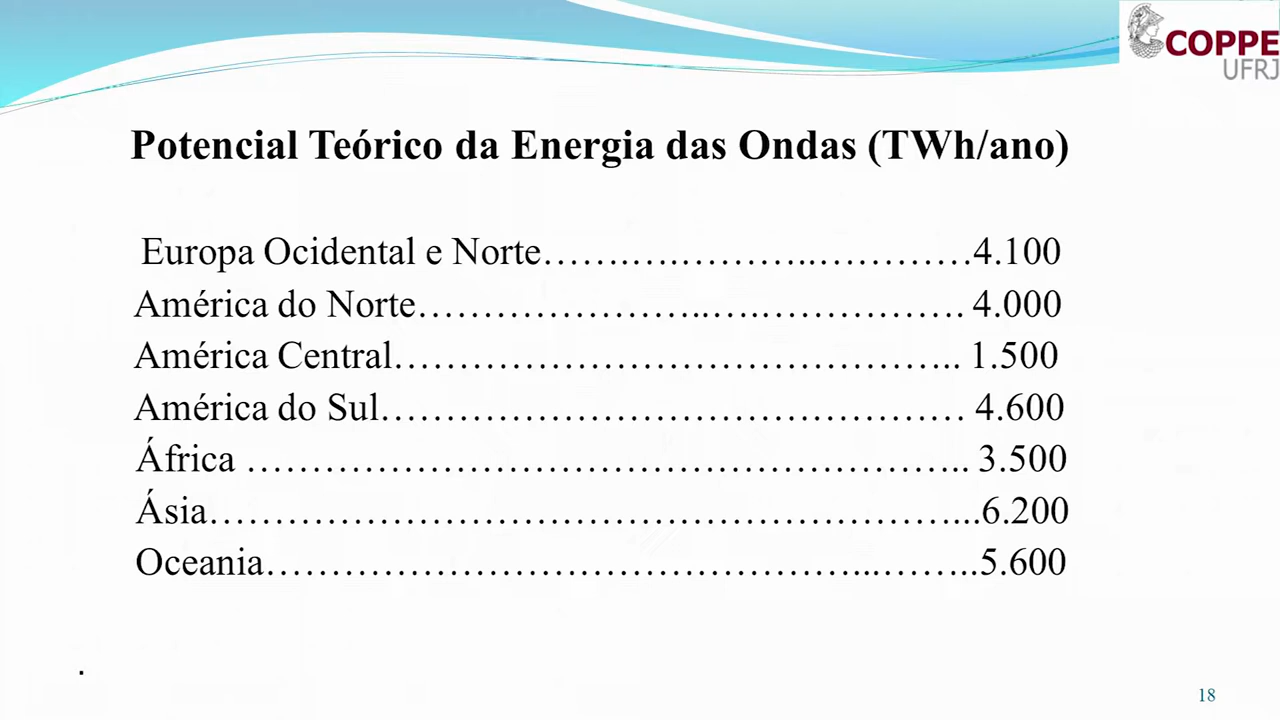 COPPE
UFRJ
Potencial Teórico da Energia das Ondas (TWh/ano)
Europa Ocidental e Norte…….….………..…………4.100
América do Norte…………………..….……………. 4.000
América Central…………………………………….. 1.500
América do Sul……………………………………… 4.600
África ……………………………………………….. 3.500
Ásia…………………………………………………...6.200
Oceania………………………………………...……..5.600
.
18